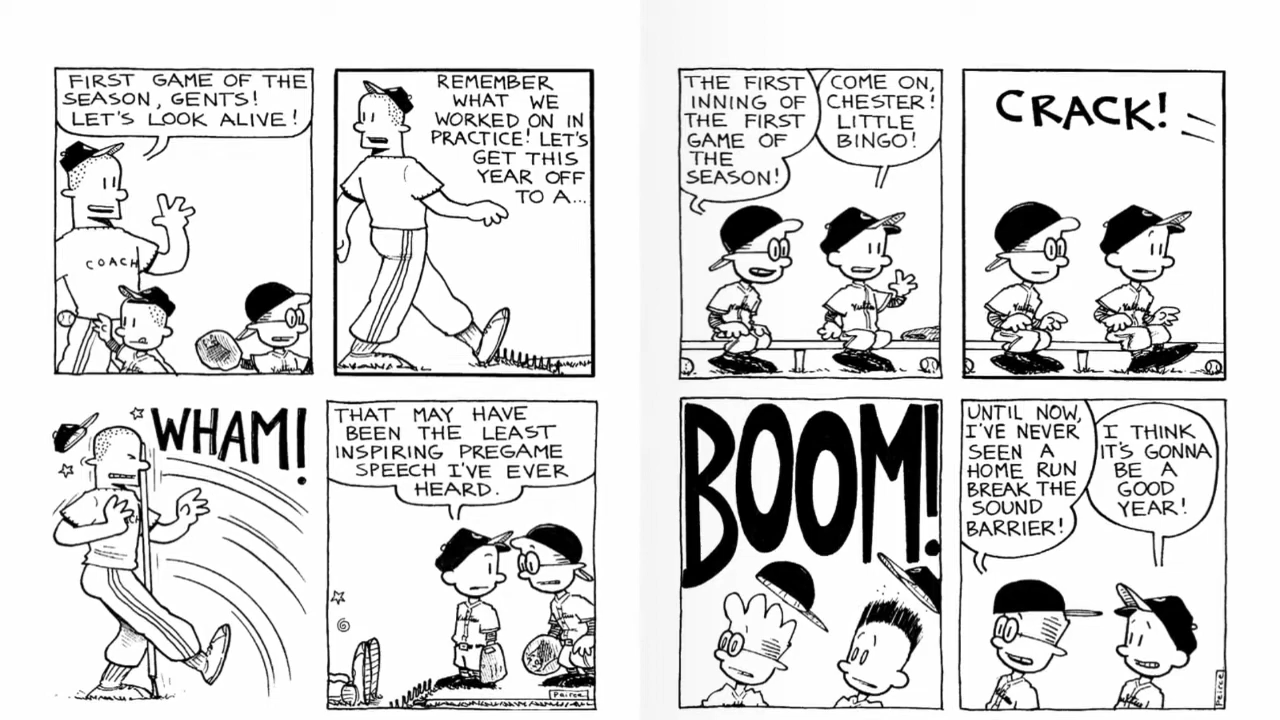 FIRST GAME OF THE
SEASON, GENTS!
LET'S LOOK ALIVE!
COACH
REMEMBER
WHAT WE
WORKED ON IN
PRACTICE! LET'S
GET THIS
YEAR OFF
TO A...
WHAM!
THAT MAY HAVE
BEEN THE LEAST
INSPIRING PREGAME
SPEECH I'VE EVER
HEARD.
Peirce
THE FIRST
INNING OF
THE FIRST
GAME OF
THE
SEASON!
COME ON,
CHESTER!
LITTLE
BINGO!
CRACK!
BOOM!
UNTIL NOW,
I'VE NEVER
SEEN A
HOME RUN
BREAK THE
SOUND
BARRIER!
I THINK
IT'S GONNA
BE A
GOOD
YEAR!
Peirce